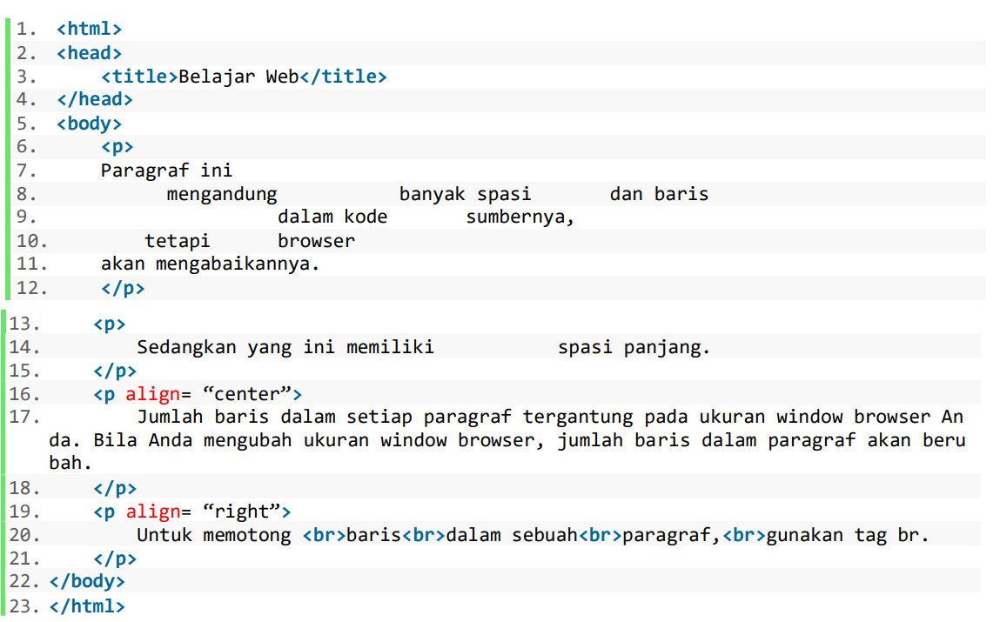 1. <html>
2. <head>
3. <title>Belajar Web</title>
4. </head>
5. <body>
6. <p>
7. Paragraf ini
8. mengandung banyak spasi dan baris
9. dalam kode sumbernya,
10. tetapi browser
11. akan mengabaikannya.
12. </p>
13. <p>
14. Sedangkan yang ini memiliki spasi panjang.
15. </p>
16. <p align= “center”>
17. Jumlah baris dalam setiap paragraf tergantung pada ukuran window browser An
da. Bila Anda mengubah ukuran window browser, jumlah baris dalam paragraf akan beru
bah.
18. </p>
19. <p align= “right”>
20. Untuk memotong <br>baris<br>dalam sebuah<br>paragraf,<br>gunakan tag br.
21. </p>
22. </body>
23. </html>